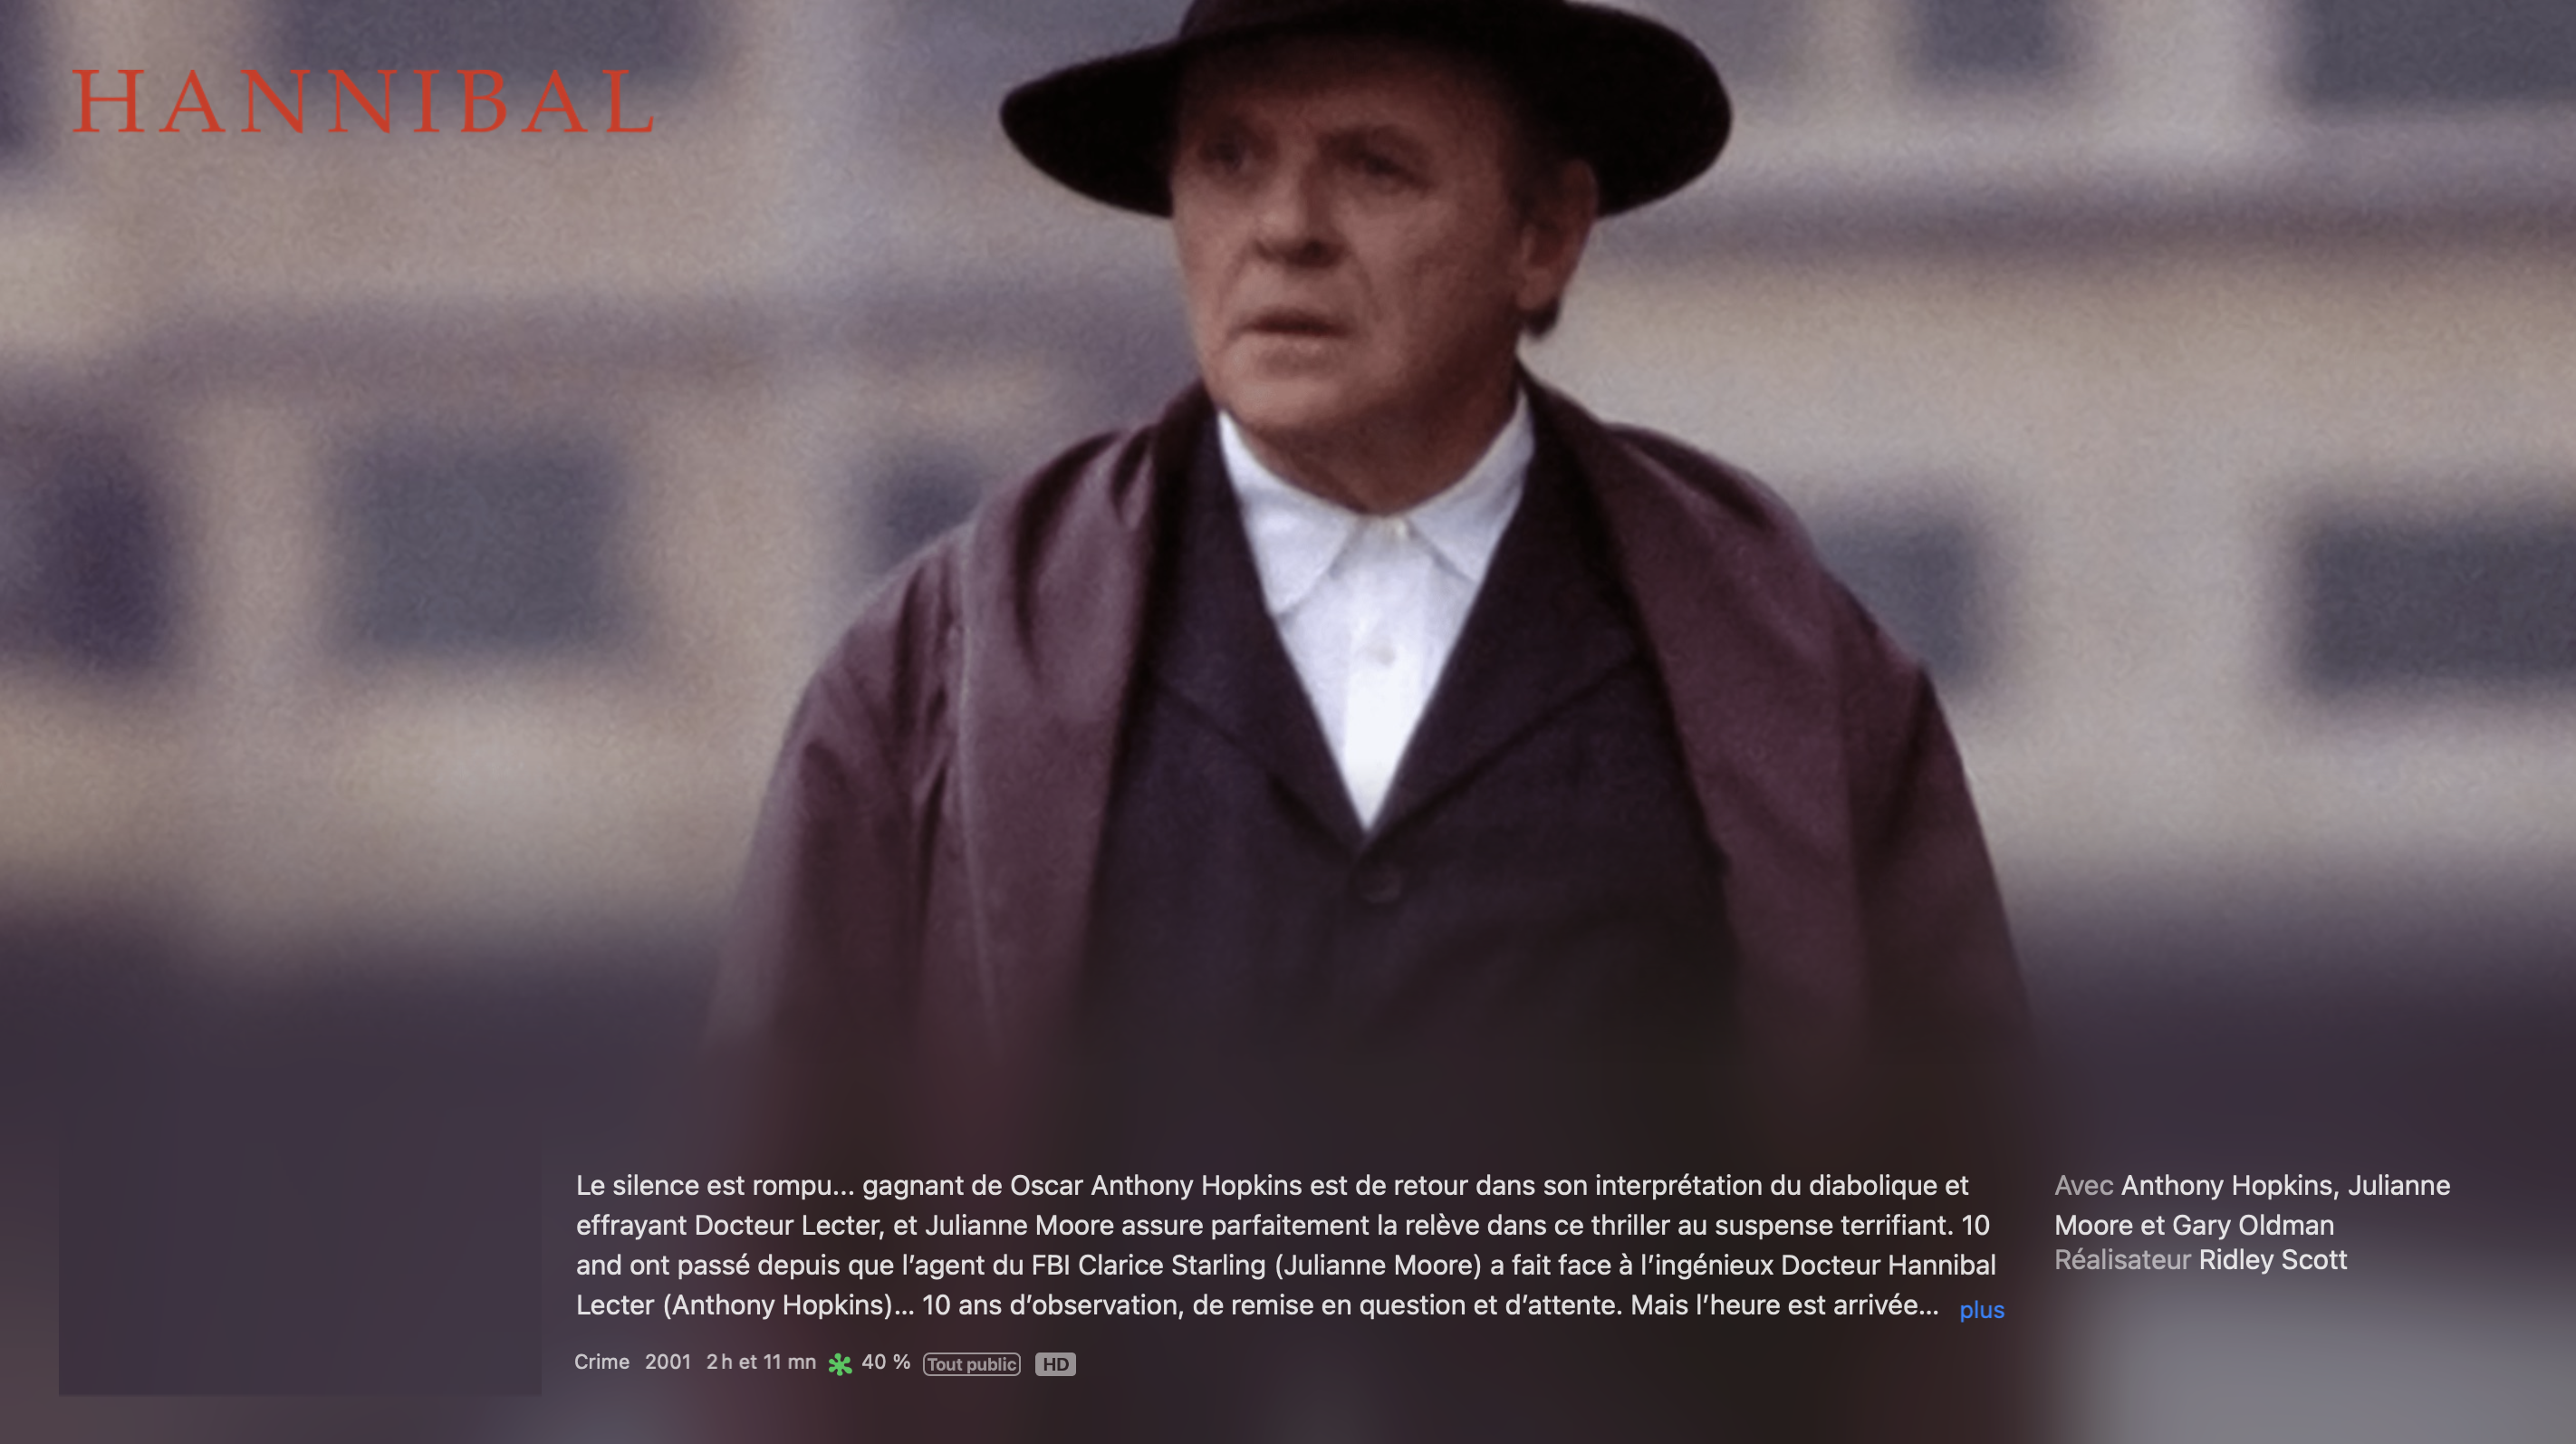 HANNIBAL
Le silence est rompu... gagnant de Oscar Anthony Hopkins est de retour dans son interprétation du diabolique et
effrayant Docteur Lecter, et Julianne Moore assure parfaitement la relève dans ce thriller au suspense terrifiant. 10
and ont passé depuis que l’agent du FBI Clarice Starling (Julianne Moore) a fait face à l’ingénieux Docteur Hannibal
Lecter (Anthony Hopkins)... 10 ans d’observation, de remise en question et d’attente. Mais l’heure est arrivée... plus
Crime 2001 2 h et 11 mn 40 % Tout public HD
Avec Anthony Hopkins, Julianne
Moore et Gary Oldman
Réalisateur Ridley Scott